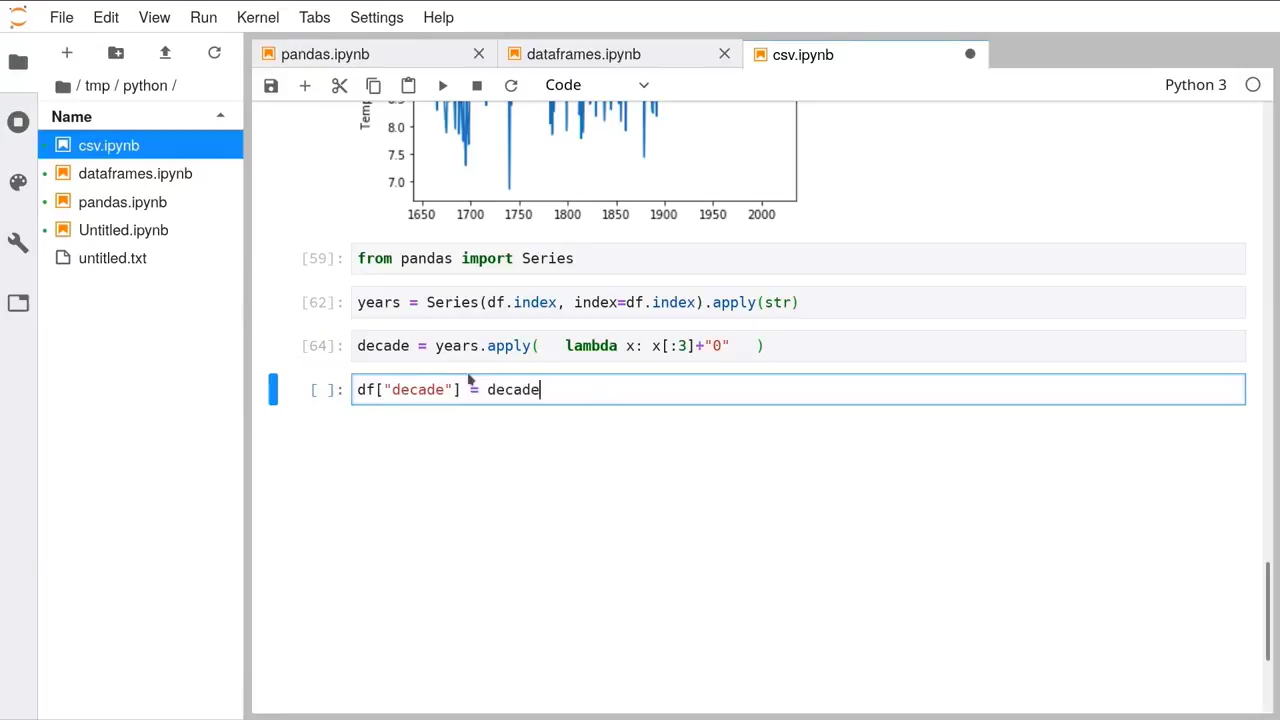 File Edit View Run Kernel Tabs Settings Help
pandas.ipynb dataframes.ipynb csv.ipynb
/ tmp / python /
Code Python 3
Name
csv.ipynb
dataframes.ipynb
pandas.ipynb
Untitled.ipynb
untitled.txt
8.0
7.5
7.0
1650 1700 1750 1800 1850 1900 1950 2000
[59]: from pandas import Series
[62]: years = Series(df.index, index=df.index).apply(str)
[64]: decade = years.apply(   lambda x: x[:3]+"0"   )
[ ]: df["decade"] = decade